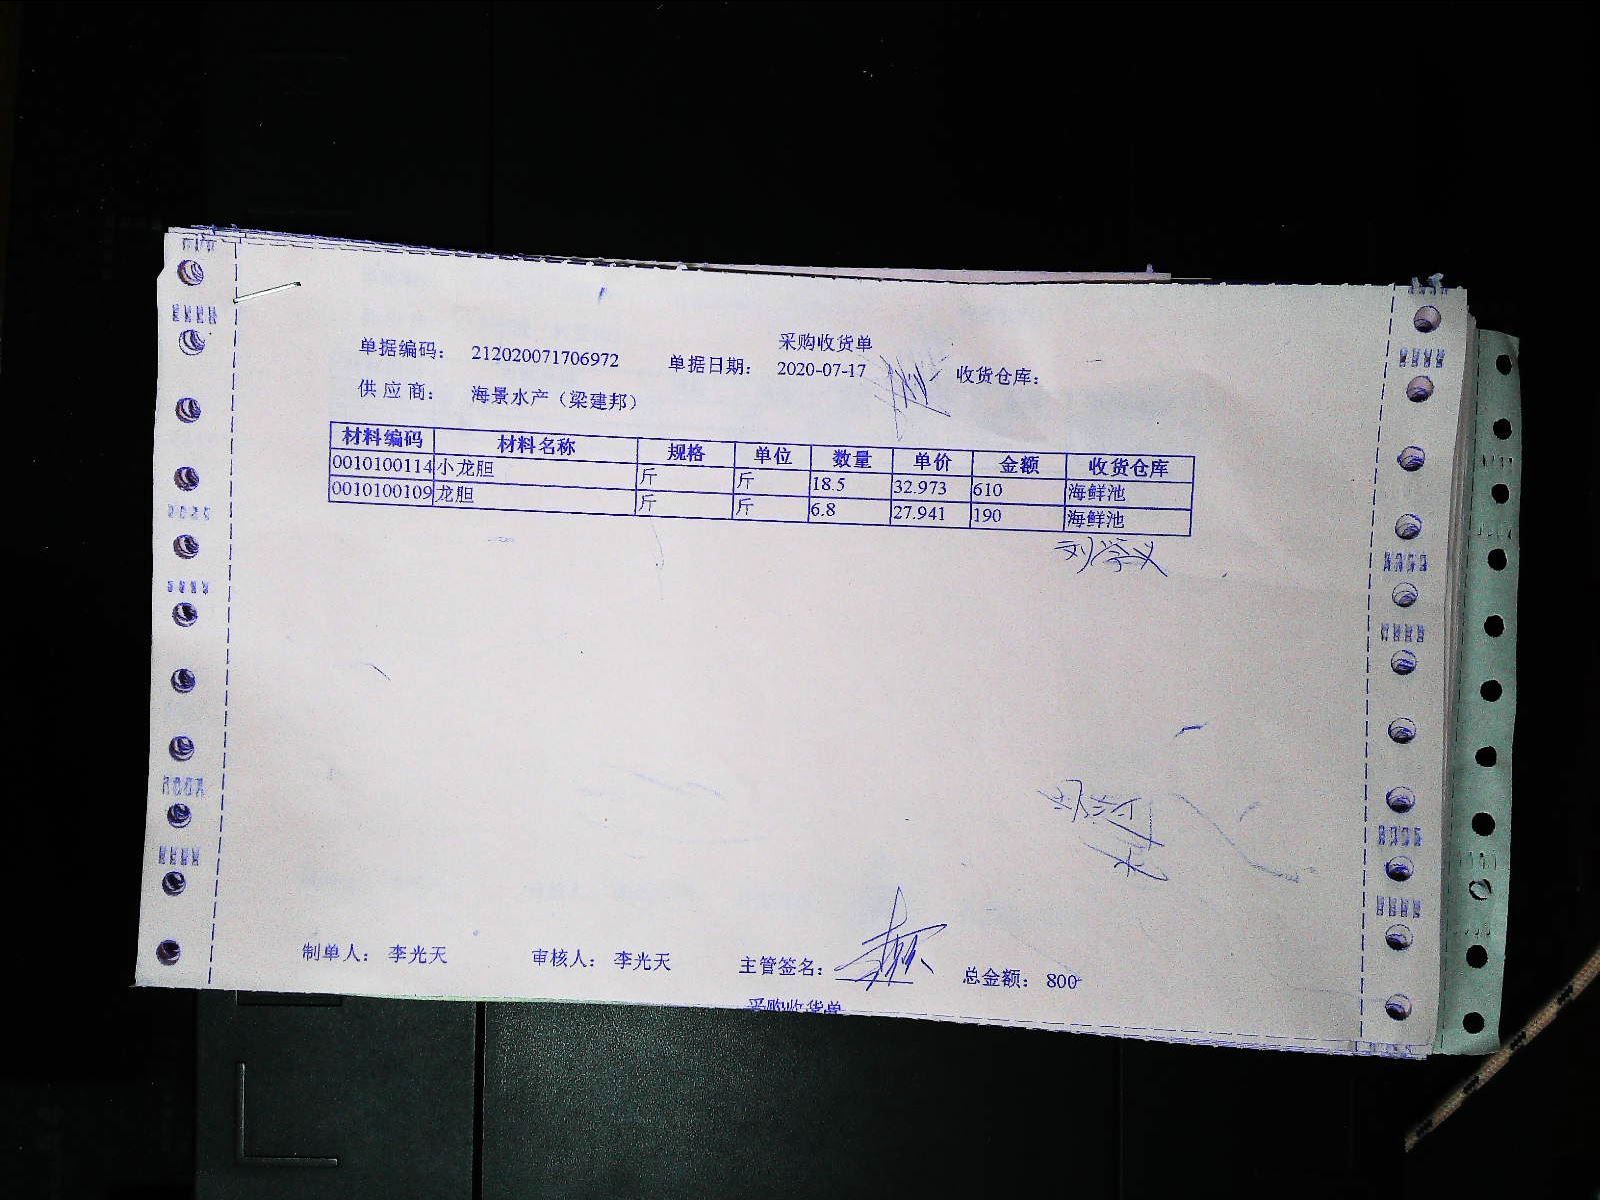 采购收货单
单据编码： 212020071706972 单据日期： 2020-07-17 收货仓库：
供 应 商： 海景水产（梁建邦）
材料编码 材料名称 规格 单位 数量 单价 金额 收货仓库
0010100114 小龙胆 斤 斤 18.5 32.973 610 海鲜池
0010100109 龙胆 斤 斤 6.8 27.941 190 海鲜池
刘学义
制单人： 李光天 审核人： 李光天 主管签名： 总金额： 800
采购收货单